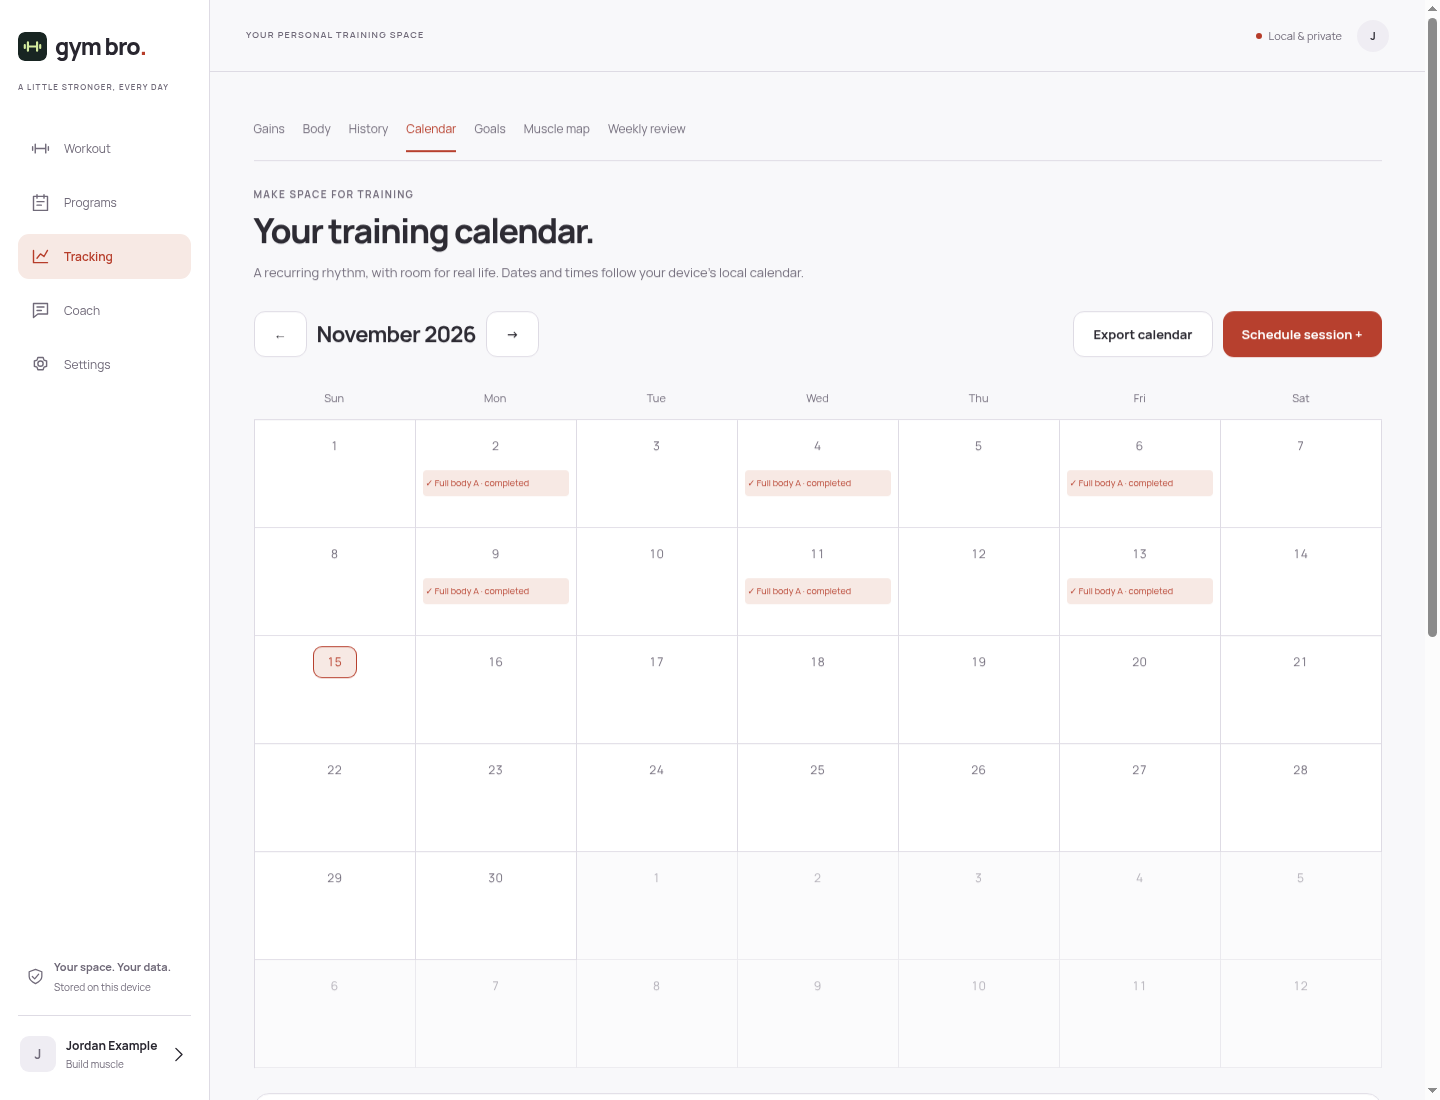 gym bro.
A LITTLE STRONGER, EVERY DAY
Workout
Programs
Tracking
Coach
Settings
Your space. Your data.
Stored on this device
J
Jordan Example
Build muscle
YOUR PERSONAL TRAINING SPACE
Local & private
J
Gains Body History Calendar Goals Muscle map Weekly review
MAKE SPACE FOR TRAINING
Your training calendar.
A recurring rhythm, with room for real life. Dates and times follow your device's local calendar.
← November 2026 →
Export calendar
Schedule session +
Sun Mon Tue Wed Thu Fri Sat
1 2 3 4 5 6 7
✓ Full body A · completed ✓ Full body A · completed ✓ Full body A · completed
8 9 10 11 12 13 14
✓ Full body A · completed ✓ Full body A · completed ✓ Full body A · completed
15 16 17 18 19 20 21
22 23 24 25 26 27 28
29 30 1 2 3 4 5
6 7 8 9 10 11 12